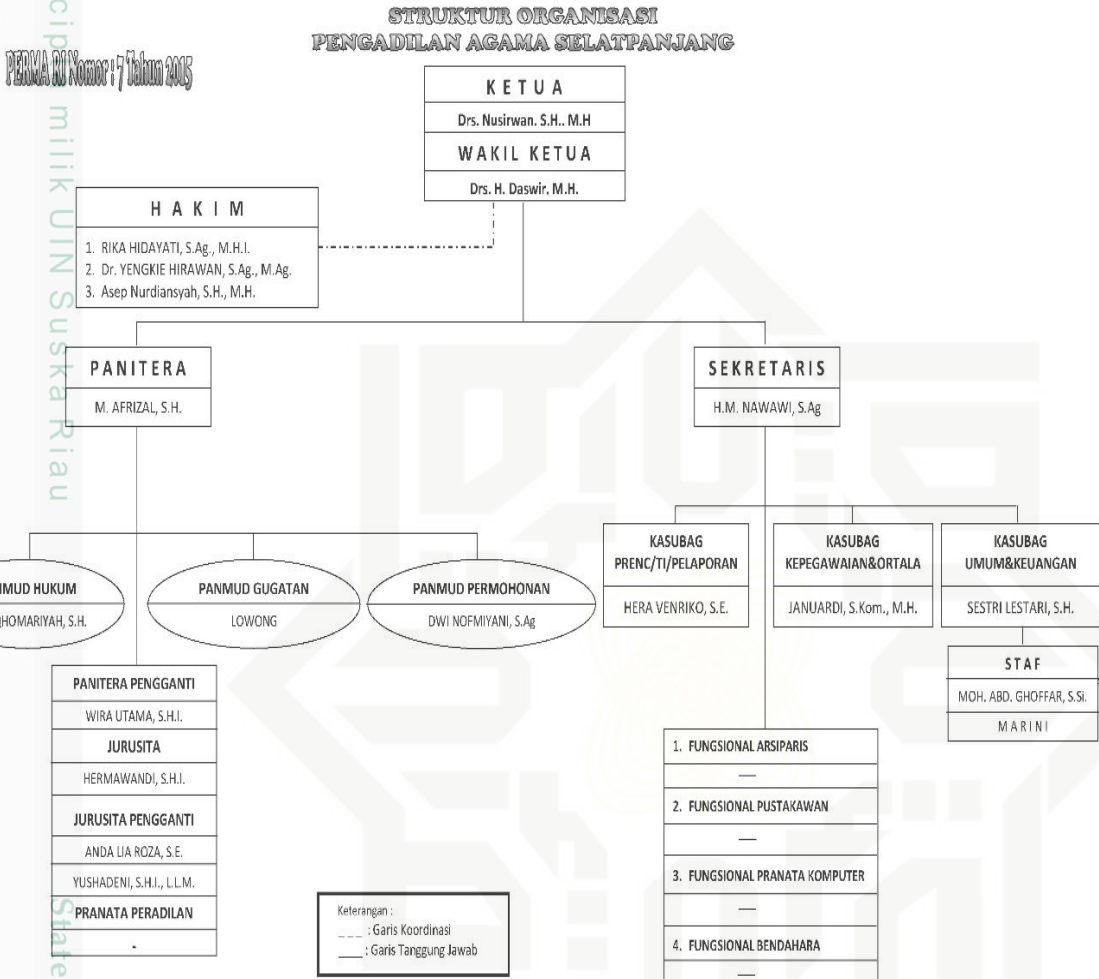 STRUKTUR ORGANISASI
PENGADILAN AGAMA SELATPANJANG
PERMA RI Nomor : 7 Tahun 2015
KETUA
Drs. Nusirwan. S.H.. M.H
WAKIL KETUA
Drs. H. Daswir. M.H.
HAKIM
1. RIKA HIDAYATI, S.Ag., M.H.I.
2. Dr. YENGKIE HIRAWAN, S.Ag., M.Ag.
3. Asep Nurdiansyah, S.H., M.H.
PANITERA
M. AFRIZAL, S.H.
SEKRETARIS
H.M. NAWAWI, S.Ag
HUKUM
S.H.
PANMUD GUGATAN
LOWONG
PANMUD PERMOHONAN
DWI NOFMIYANI, S.Ag
KASUBAG
PRENC/TI/PELAPORAN
HERA VENRIKO, S.E.
KASUBAG
KEPEGAWAIAN&ORTALA
JANUARDI, S.Kom., M.H.
KASUBAG
UMUM&KEUANGAN
SESTRI LESTARI, S.H.
STAF
MOH. ABD. GHOFFAR, S.Si.
MARINI
PANITERA PENGGANTI
WIRA UTAMA, S.H.I.
JURUSITA
HERMAWANDI, S.H.I.
JURUSITA PENGGANTI
ANDA LIA ROZA, S.E.
YUSHADENI, S.H.I., L.L.M.
PRANATA PERADILAN
-
1. FUNGSIONAL ARSIPARIS
—
2. FUNGSIONAL PUSTAKAWAN
—
3. FUNGSIONAL PRANATA KOMPUTER
—
4. FUNGSIONAL BENDAHARA
—
Keterangan :
_ _ _ : Garis Koordinasi
____ : Garis Tanggung Jawab
milik UIN Suska Riau
State